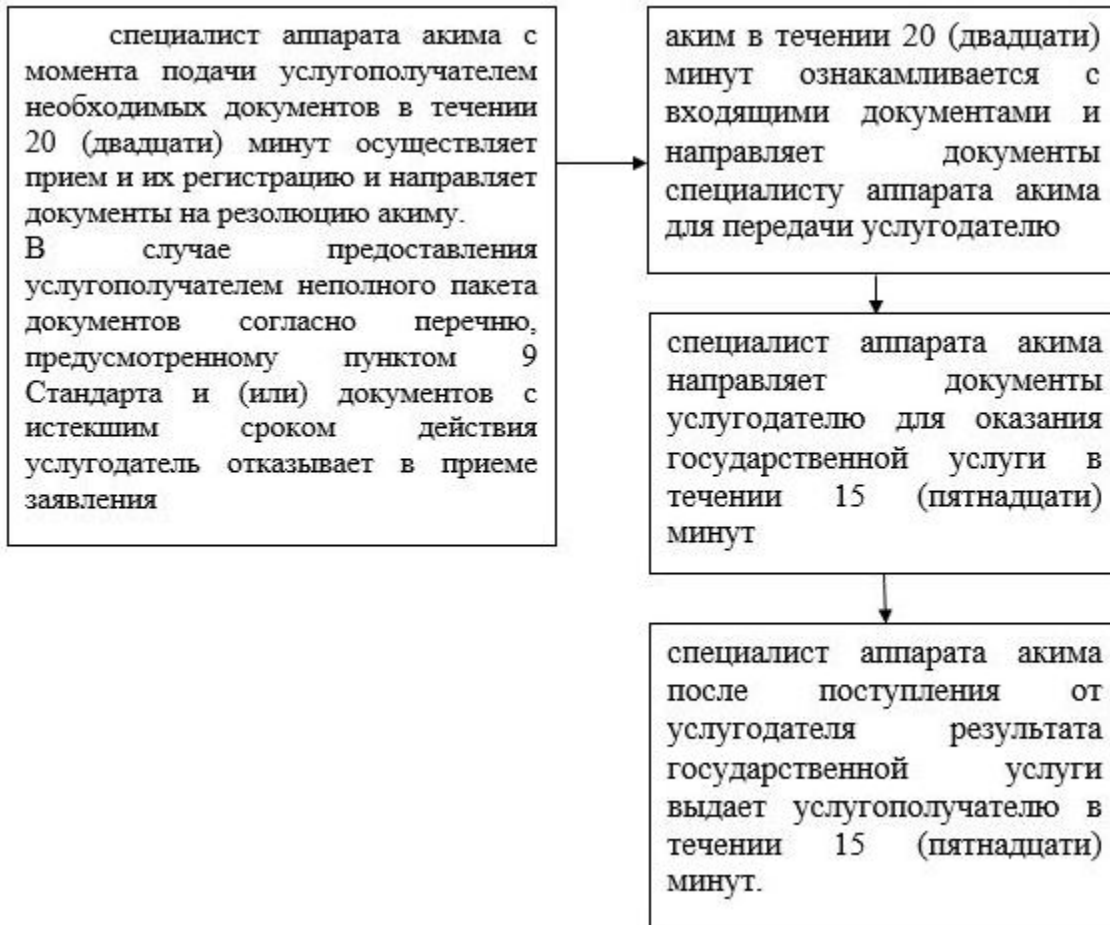 специалист аппарата акима с
момента подачи услугополучателем
необходимых документов в течении
20 (двадцати) минут осуществляет
прием и их регистрацию и направляет
документы на резолюцию акиму.
В случае предоставления
услугополучателем неполного пакета
документов согласно перечню,
предусмотренному пунктом 9
Стандарта и (или) документов с
истекшим сроком действия
услугодатель отказывает в приеме
заявления
аким в течении 20 (двадцати)
минут ознакамливается с
входящими документами и
направляет документы
специалисту аппарата акима
для передачи услугодателю
специалист аппарата акима
направляет документы
услугодателю для оказания
государственной услуги в
течении 15 (пятнадцати)
минут
специалист аппарата акима
после поступления от
услугодателя результата
государственной услуги
выдает услугополучателю в
течении 15 (пятнадцати)
минут.